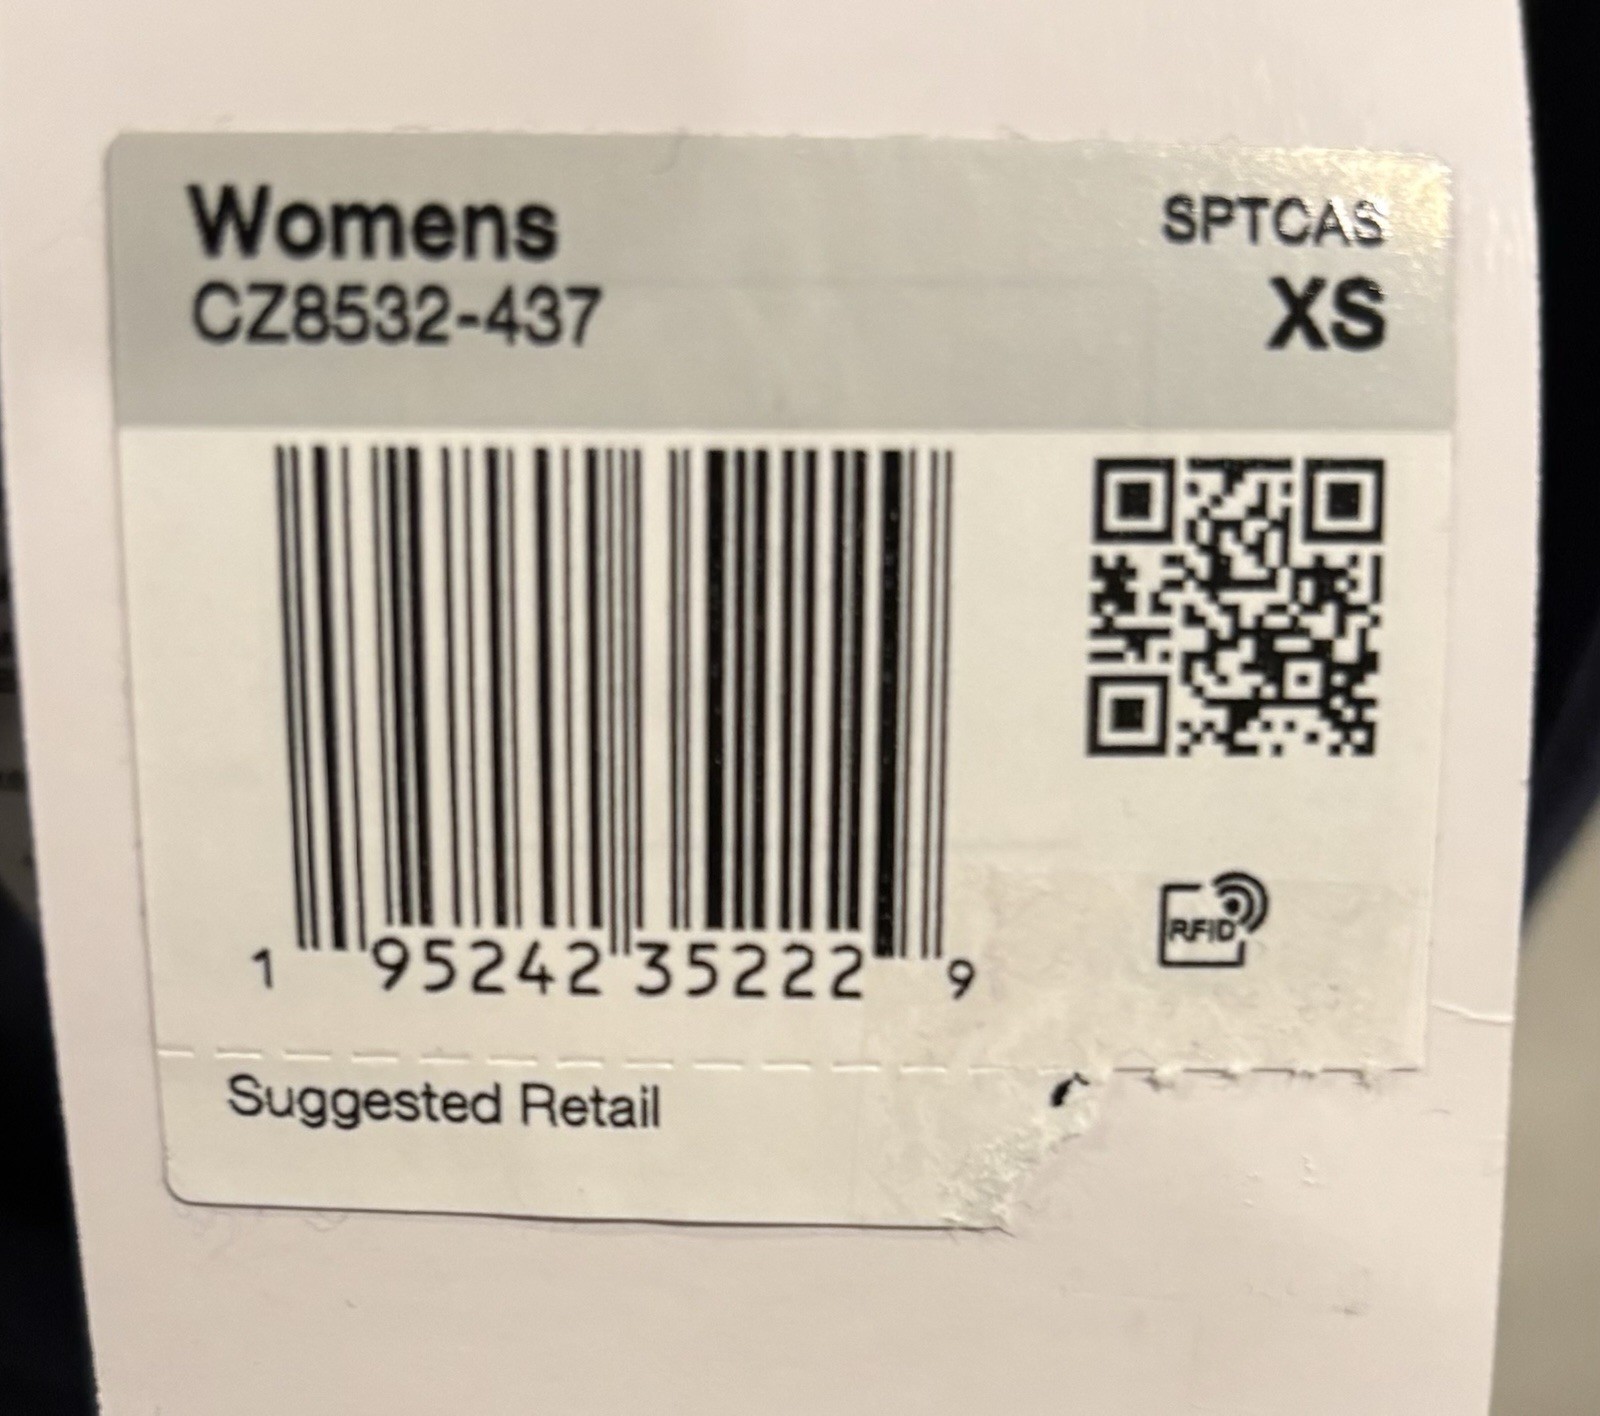 Womens
SPTCAS
CZ8532-437
XS
1 95242 35222 9
RFID
Suggested Retail